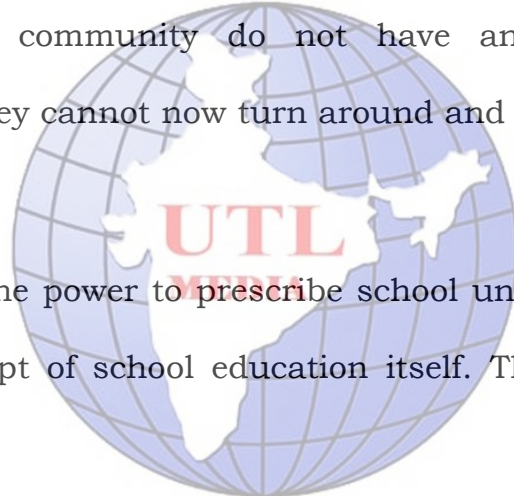 community do not have an
ey cannot now turn around and
UTL
MEDIA
ne power to prescribe school un
pt of school education itself. Th